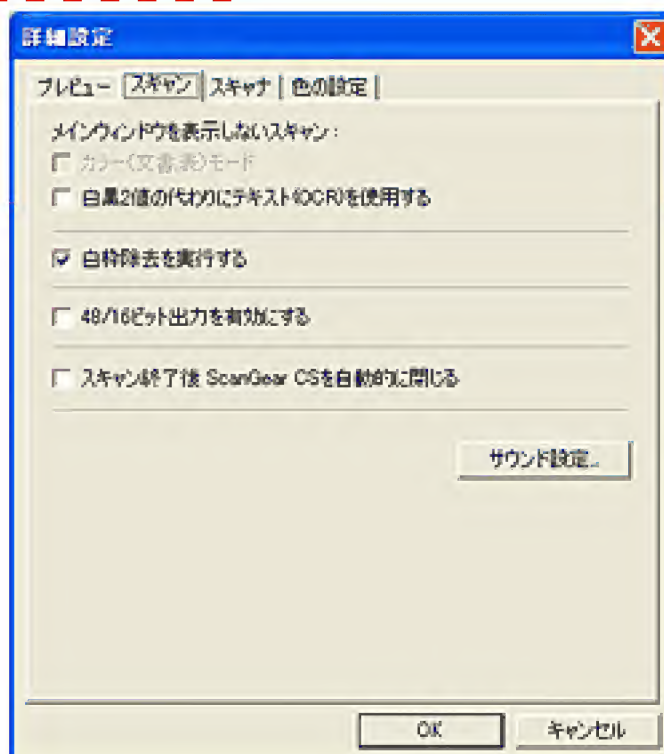 詳細設定
プレビュー スキャン スキャナ 色の設定
メインウィンドウを表示しないスキャン：
カラー(文書:表)モード
白黒2値の代わりにテキスト(OCR)を使用する
白枠除去を実行する
48/16ビット出力を有効にする
スキャン終了後 ScanGear CSを自動的に閉じる
サウンド設定...
OK キャンセル